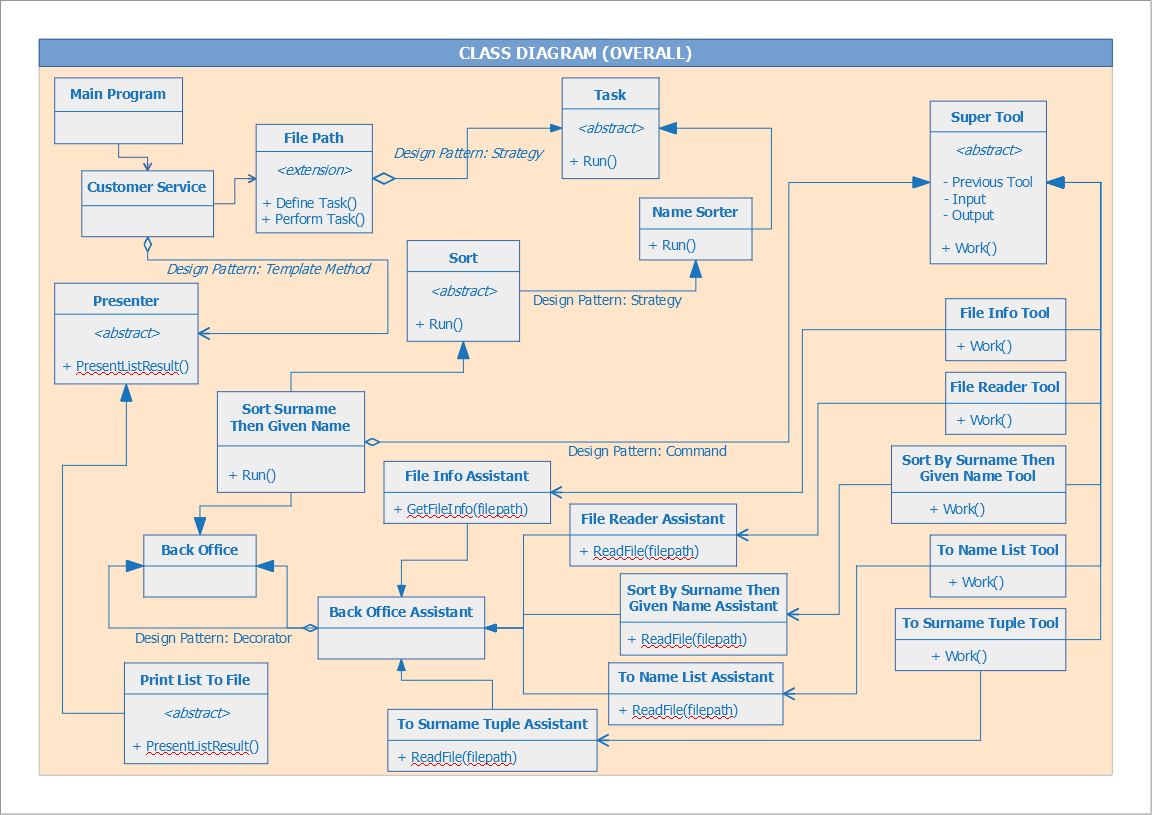 CLASS DIAGRAM (OVERALL)
Main Program
Customer Service
File Path
<extension>
+ Define Task()
+ Perform Task()
Design Pattern: Strategy
Task
<abstract>
+ Run()
Super Tool
<abstract>
- Previous Tool
- Input
- Output
+ Work()
Name Sorter
+ Run()
Design Pattern: Template Method
Sort
<abstract>
+ Run()
Design Pattern: Strategy
Presenter
<abstract>
+ PresentListResult()
File Info Tool
+ Work()
File Reader Tool
+ Work()
Sort Surname
Then Given Name
+ Run()
Design Pattern: Command
Sort By Surname Then
Given Name Tool
+ Work()
File Info Assistant
+ GetFileInfo(filepath)
File Reader Assistant
+ ReadFile(filepath)
Back Office
To Name List Tool
+ Work()
Sort By Surname Then
Given Name Assistant
+ ReadFile(filepath)
Back Office Assistant
Design Pattern: Decorator
To Surname Tuple Tool
+ Work()
Print List To File
<abstract>
+ PresentListResult()
To Name List Assistant
+ ReadFile(filepath)
To Surname Tuple Assistant
+ ReadFile(filepath)